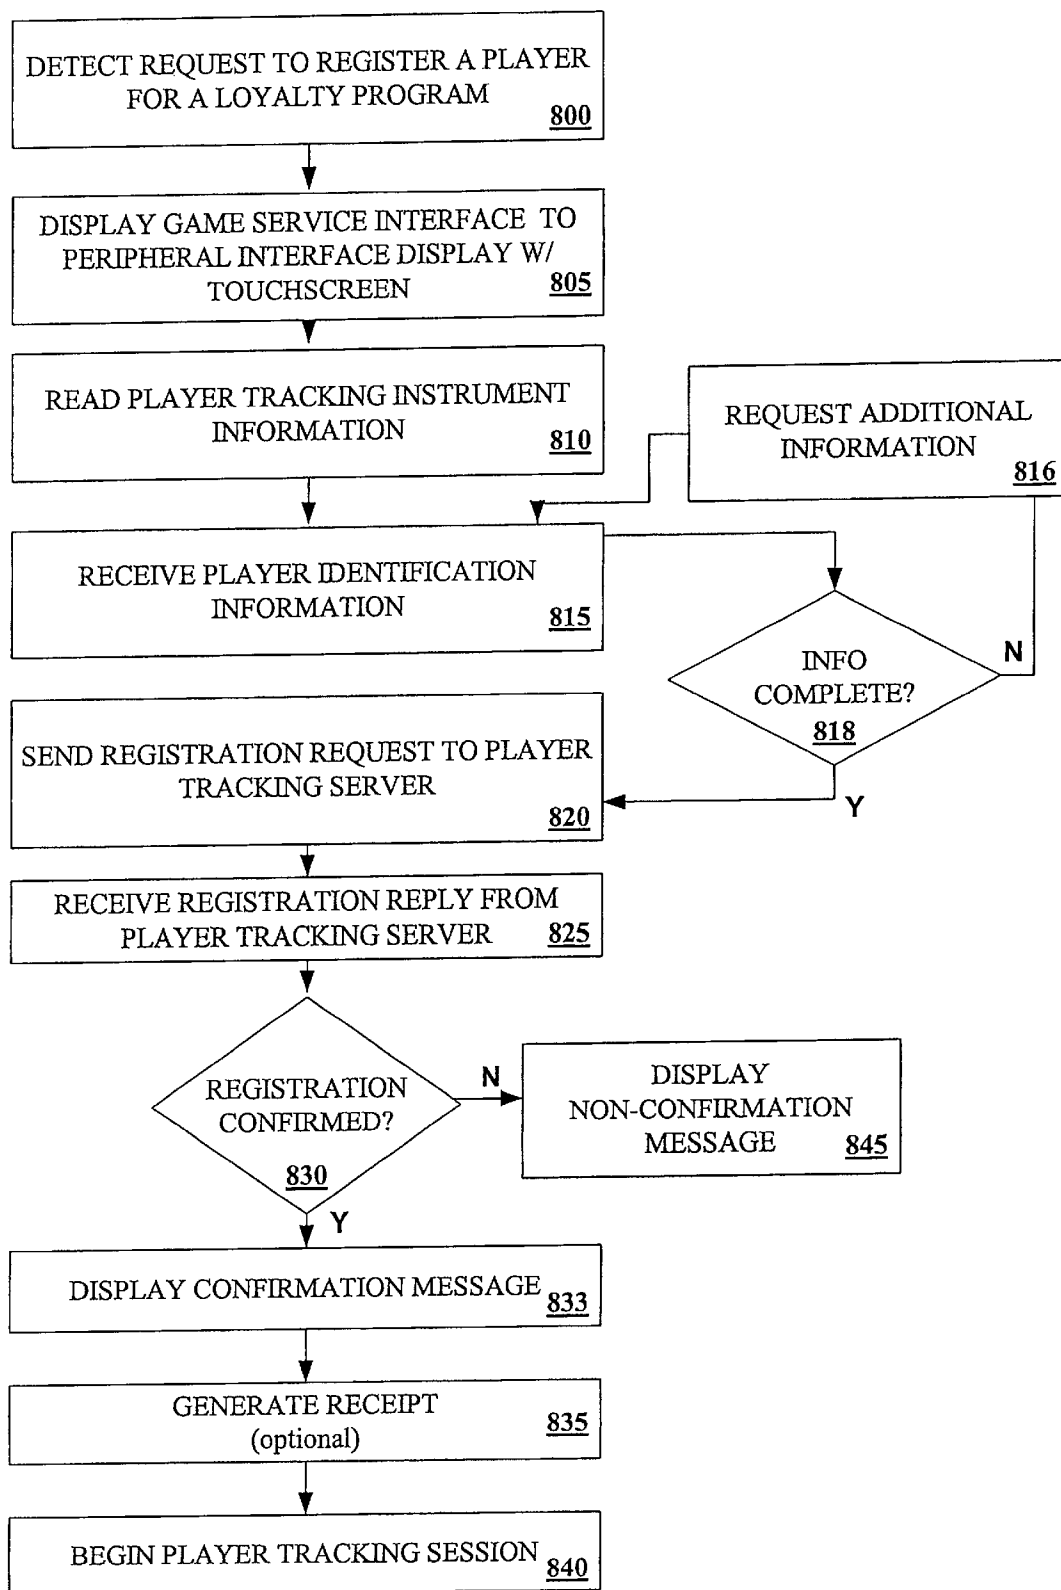 DETECT REQUEST TO REGISTER A PLAYER
FOR A LOYALTY PROGRAM
800
DISPLAY GAME SERVICE INTERFACE TO
PERIPHERAL INTERFACE DISPLAY W/
TOUCHSCREEN
805
READ PLAYER TRACKING INSTRUMENT
INFORMATION
810
REQUEST ADDITIONAL
INFORMATION
816
RECEIVE PLAYER IDENTIFICATION
INFORMATION
815
INFO
COMPLETE?
818
N
Y
SEND REGISTRATION REQUEST TO PLAYER
TRACKING SERVER
820
RECEIVE REGISTRATION REPLY FROM
PLAYER TRACKING SERVER
825
REGISTRATION
CONFIRMED?
830
N
DISPLAY
NON-CONFIRMATION
MESSAGE
845
Y
DISPLAY CONFIRMATION MESSAGE
833
GENERATE RECEIPT
(optional)
835
BEGIN PLAYER TRACKING SESSION
840